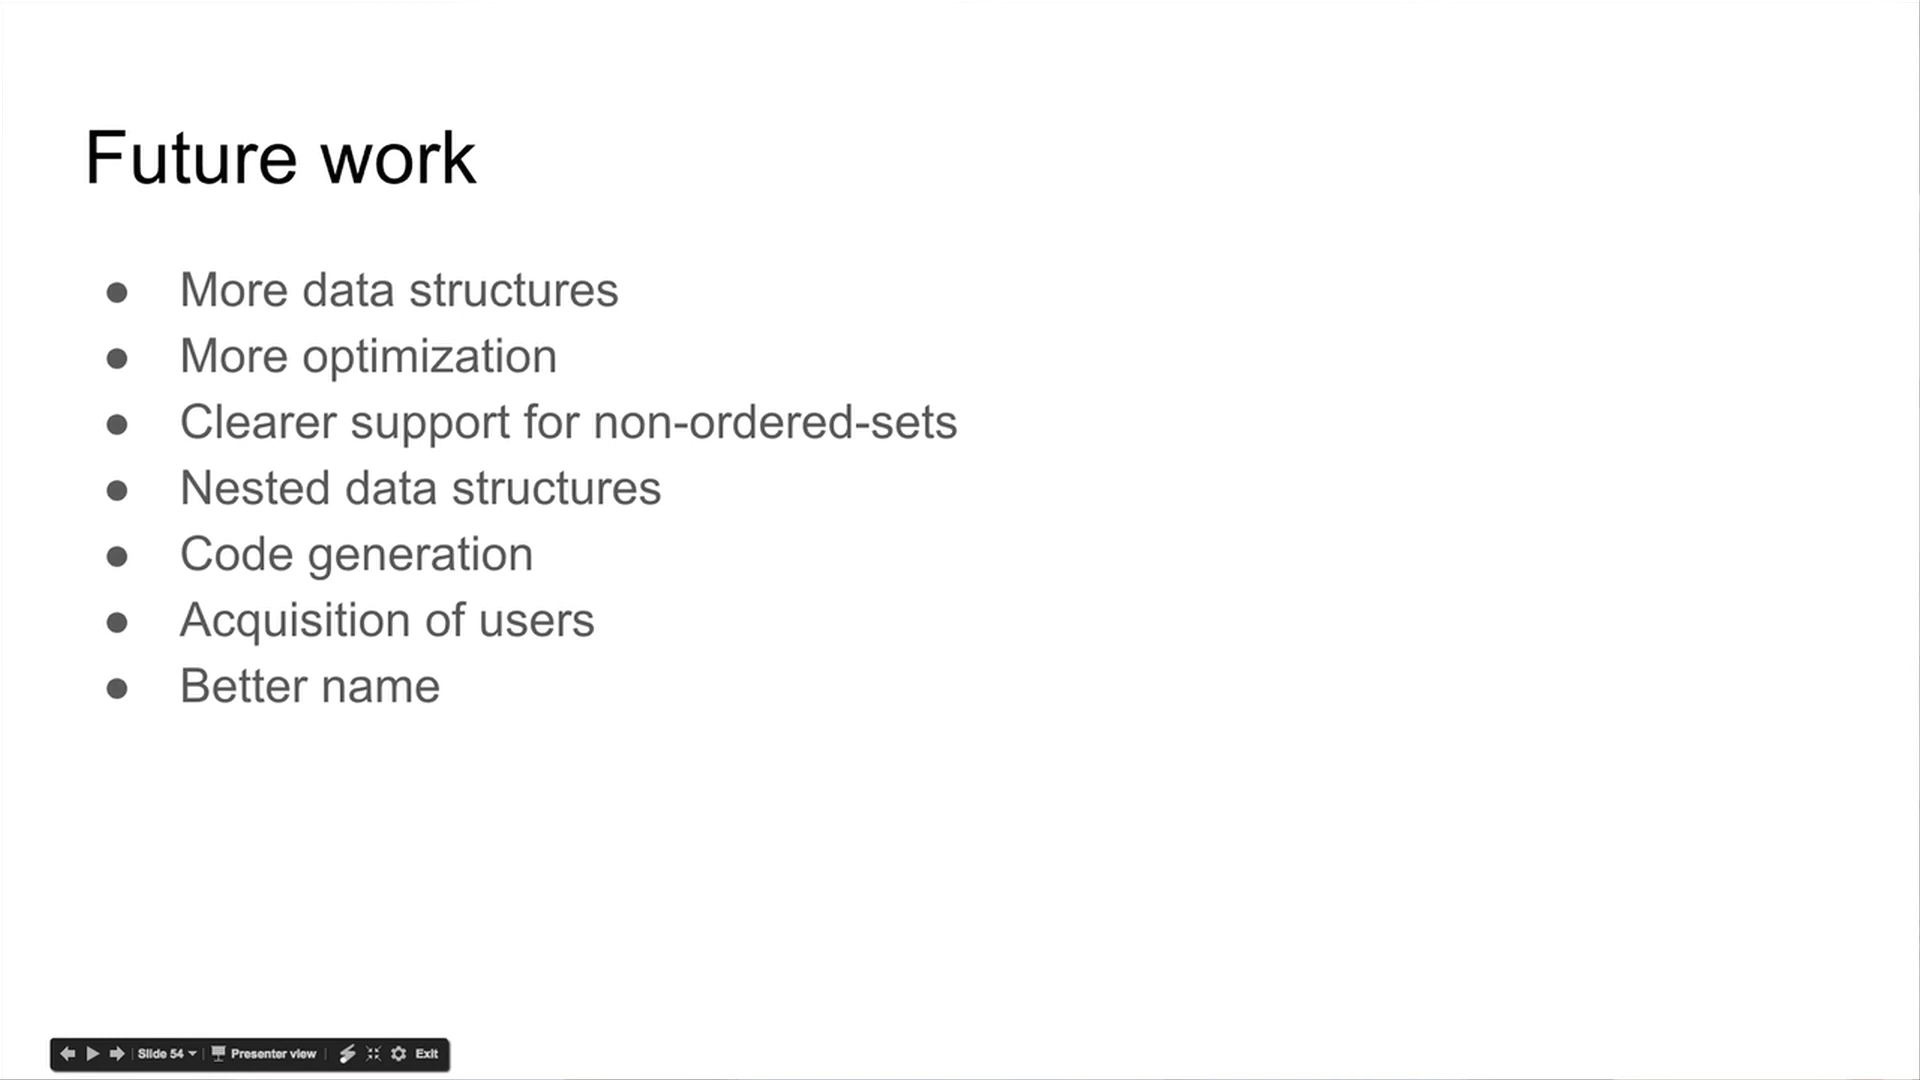 Future work
● More data structures
● More optimization
● Clearer support for non-ordered-sets
● Nested data structures
● Code generation
● Acquisition of users
● Better name
Slide 54 Presenter view Exit